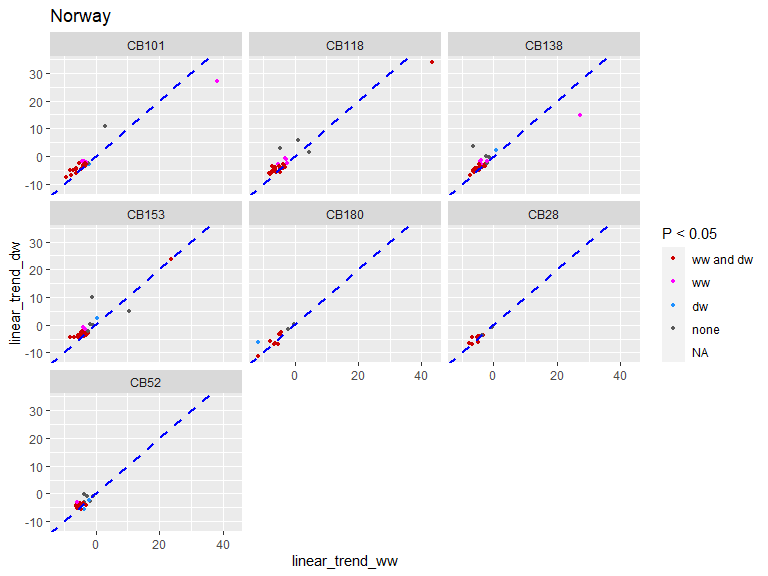 Norway
CB101 CB118 CB138
30
20
10
0
-10
CB153 CB180 CB28
30
20
10
0
-10
0 20 40 0 20 40
CB52
30
20
10
0
-10
0 20 40
linear_trend_ww
linear_trend_dw
P < 0.05
ww and dw
ww
dw
none
NA